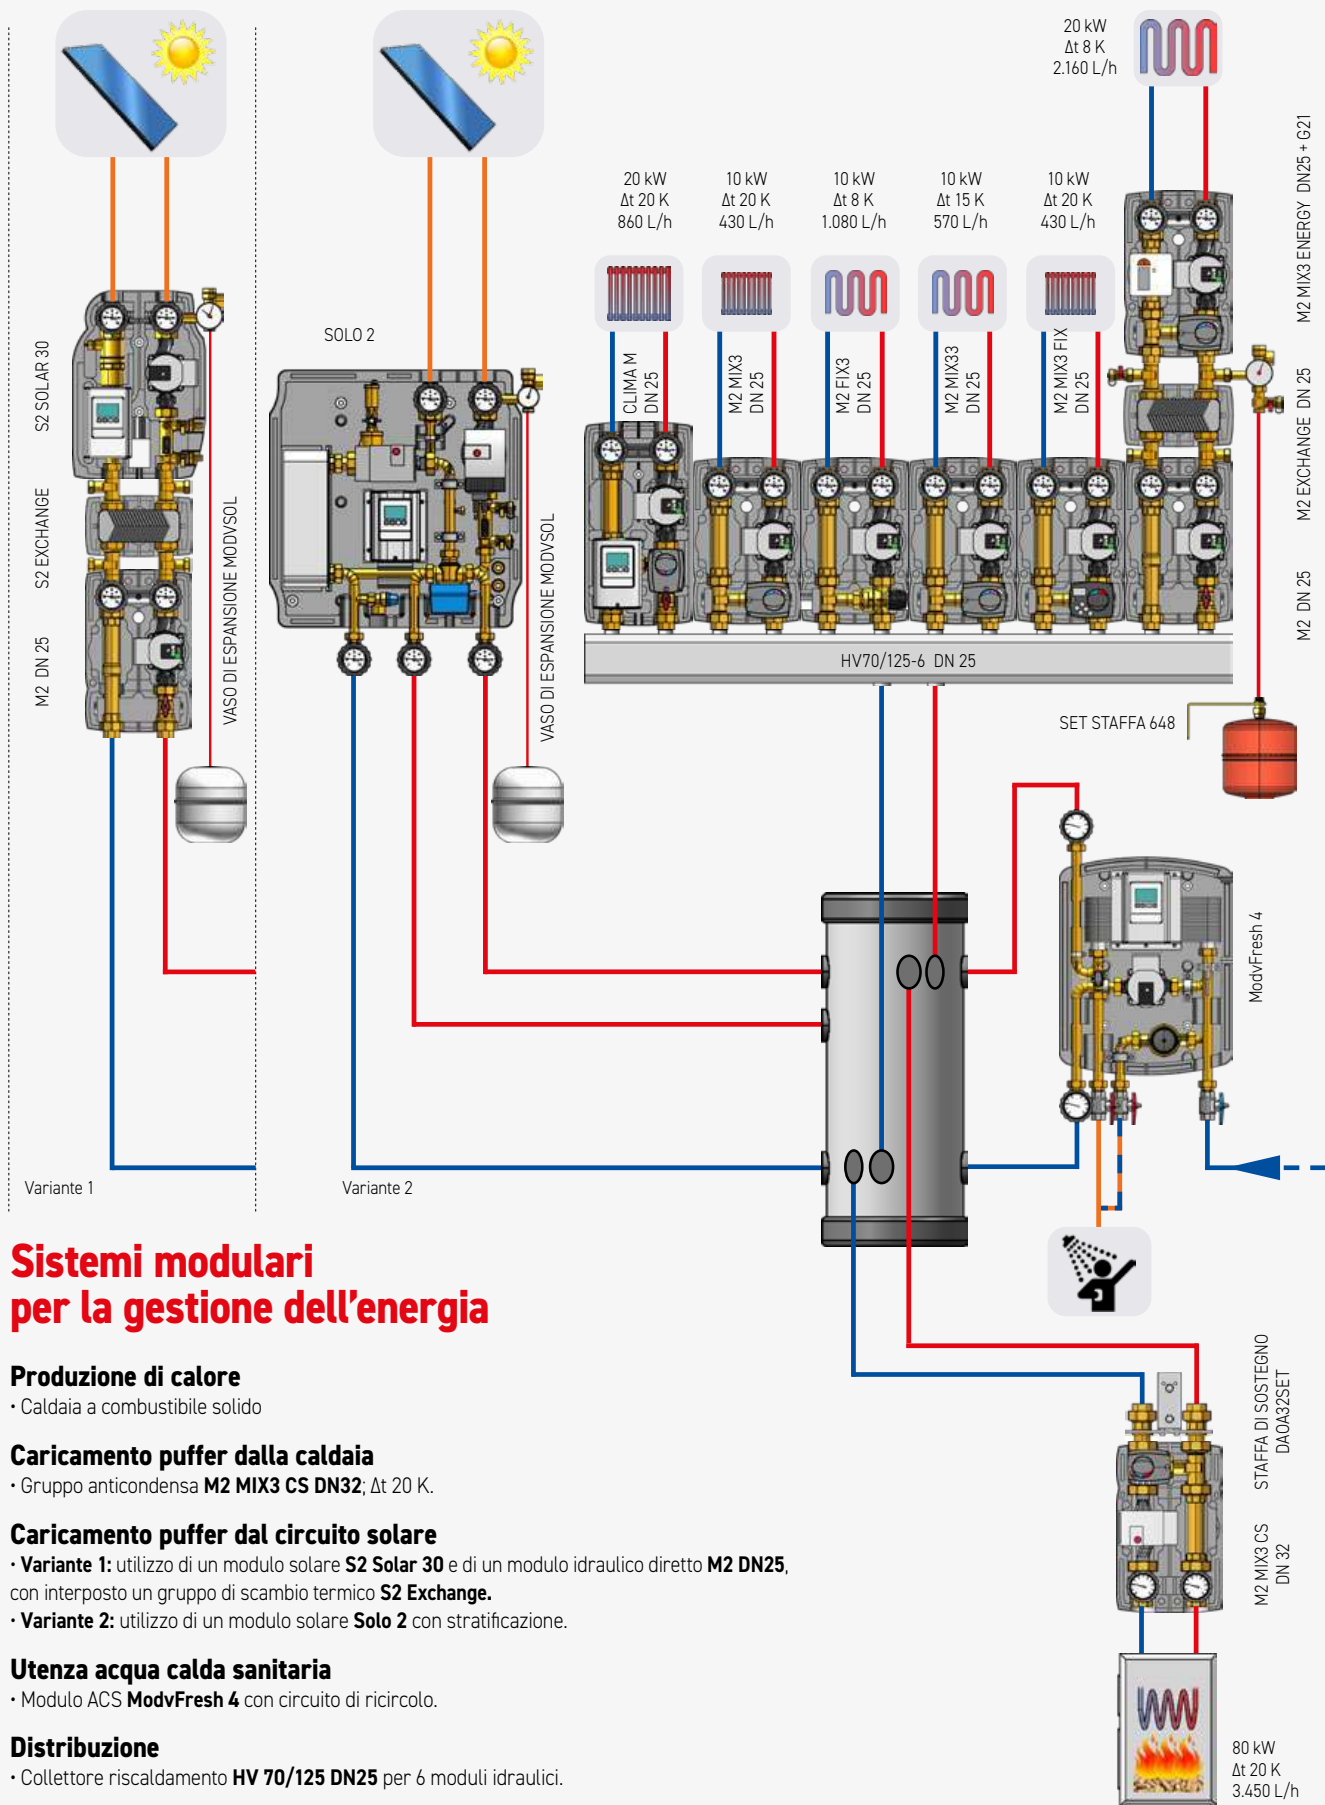 20 kW
Δt 8 K
2.160 L/h
M2 MIX3 ENERGY DN25 + G21
20 kW
Δt 20 K
860 L/h
10 kW
Δt 20 K
430 L/h
10 kW
Δt 8 K
1.080 L/h
10 kW
Δt 15 K
570 L/h
10 kW
Δt 20 K
430 L/h
SOLO 2
S2 SOLAR 30
CLIMA M
DN 25
M2 MIX3
DN 25
M2 FIX3
DN 25
M2 MIX33
DN 25
M2 MIX3 FIX
DN 25
M2 EXCHANGE DN 25
S2 EXCHANGE
VASO DI ESPANSIONE MODVSOL
VASO DI ESPANSIONE MODVSOL
M2 DN 25
M2 DN 25
HV70/125-6 DN 25
SET STAFFA 648
ModvFresh 4
Variante 1
Variante 2
Sistemi modulari
per la gestione dell'energia
Produzione di calore
• Caldaia a combustibile solido
Caricamento puffer dalla caldaia
• Gruppo anticondensa M2 MIX3 CS DN32; Δt 20 K.
Caricamento puffer dal circuito solare
• Variante 1: utilizzo di un modulo solare S2 Solar 30 e di un modulo idraulico diretto M2 DN25,
con interposto un gruppo di scambio termico S2 Exchange.
• Variante 2: utilizzo di un modulo solare Solo 2 con stratificazione.
Utenza acqua calda sanitaria
• Modulo ACS ModvFresh 4 con circuito di ricircolo.
Distribuzione
• Collettore riscaldamento HV 70/125 DN25 per 6 moduli idraulici.
STAFFA DI SOSTEGNO
DA0A32SET
M2 MIX3 CS
DN 32
80 kW
Δt 20 K
3.450 L/h